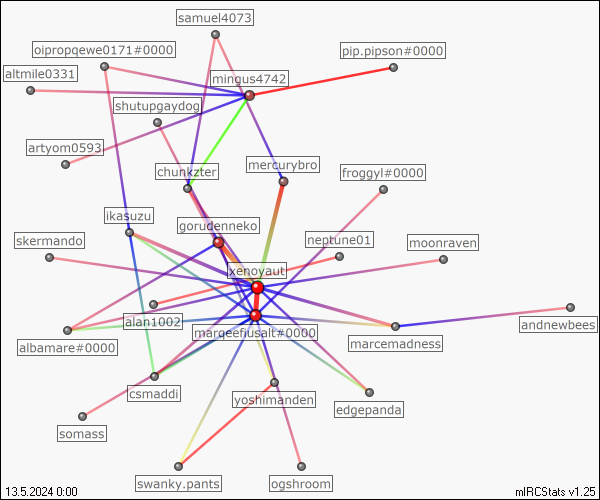 samuel4073
oipropqewe0171#0000
pip.pipson#0000
altmile0331
mingus4742
shutupgaydog
artyom0593
mercurybro
chunkzter
froggyl#0000
ikasuzu
gorudenneko
skermando
neptune01
moonraven
xenoyaut
alan1002
marqeefiusalt#0000
andnewbees
albamare#0000
marcemadness
csmaddi
yoshimanden
edgepanda
somass
swanky.pants
ogshroom
13.5.2024 0:00
mIRCStats v1.25